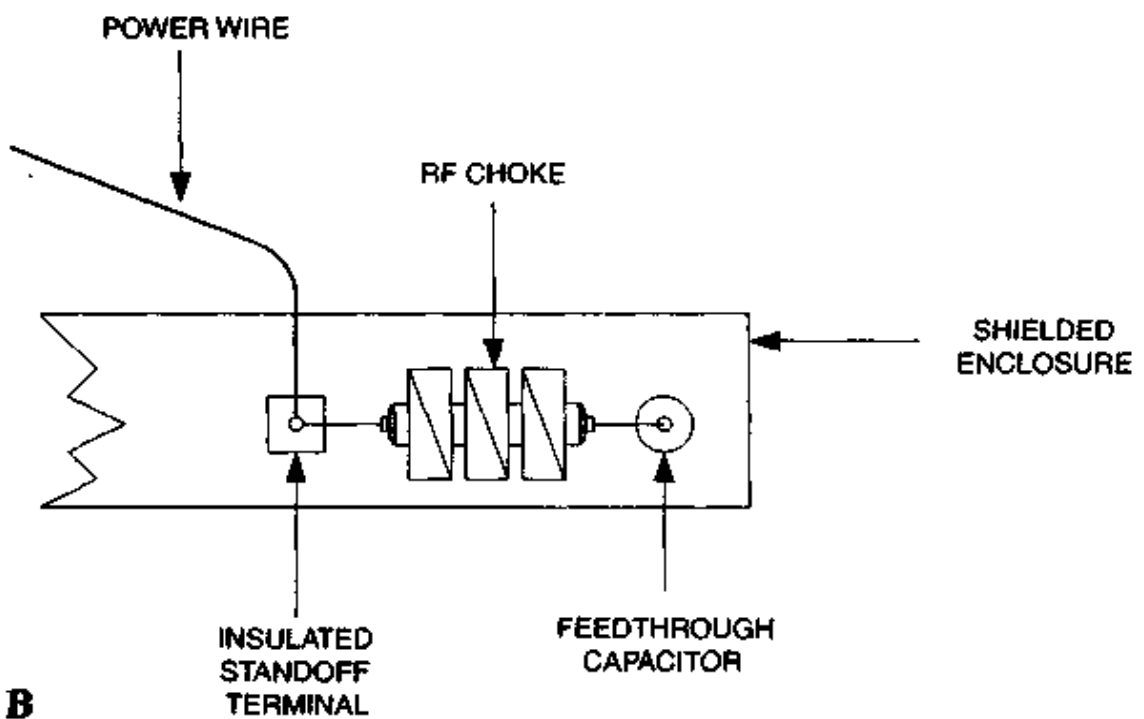 POWER WIRE
RF CHOKE
SHIELDED
ENCLOSURE
INSULATED
STANDOFF
TERMINAL
FEEDTHROUGH
CAPACITOR
B